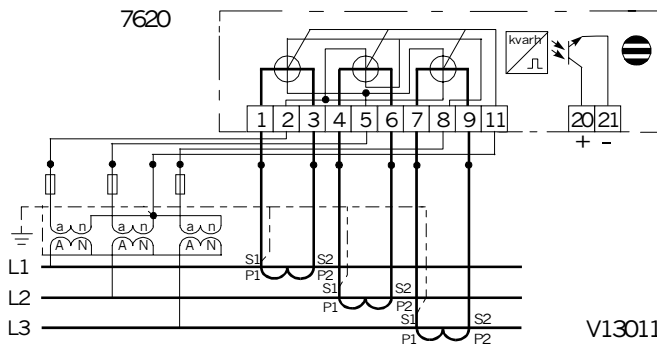 7620
kvarh
1 2 3 4 5 6 7 8 9 11
20 21
+ -
a n a n a n
A N A N A N
S1 S2
L1
P1 P2
S1 S2
L2
P1 P2
S1 S2
L3
P1 P2
V13011